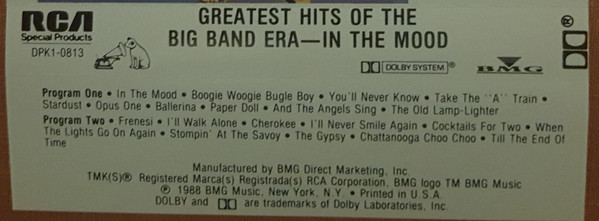 RCA
Special Products
DPK1-0813
GREATEST HITS OF THE
BIG BAND ERA—IN THE MOOD
DOLBY SYSTEM ®
BMG
Program One • In The Mood • Boogie Woogie Bugle Boy • You'll Never Know • Take The "A" Train •
Stardust • Opus One • Ballerina • Paper Doll • And The Angels Sing • The Old Lamp-Lighter
Program Two • Frenesi • I'll Walk Alone • Cherokee • I'll Never Smile Again • Cocktails For Two • When
The Lights Go On Again • Stompin' At The Savoy • The Gypsy • Chattanooga Choo Choo • Till The End Of
Time
Manufactured by BMG Direct Marketing, Inc.
TMK(S)® Registered Marca(s) Registrada(s) RCA Corporation, BMG logo TM BMG Music
℗ 1988 BMG Music, New York, N.Y. • Printed in U.S.A.
DOLBY and are trademarks of Dolby Laboratories, Inc.